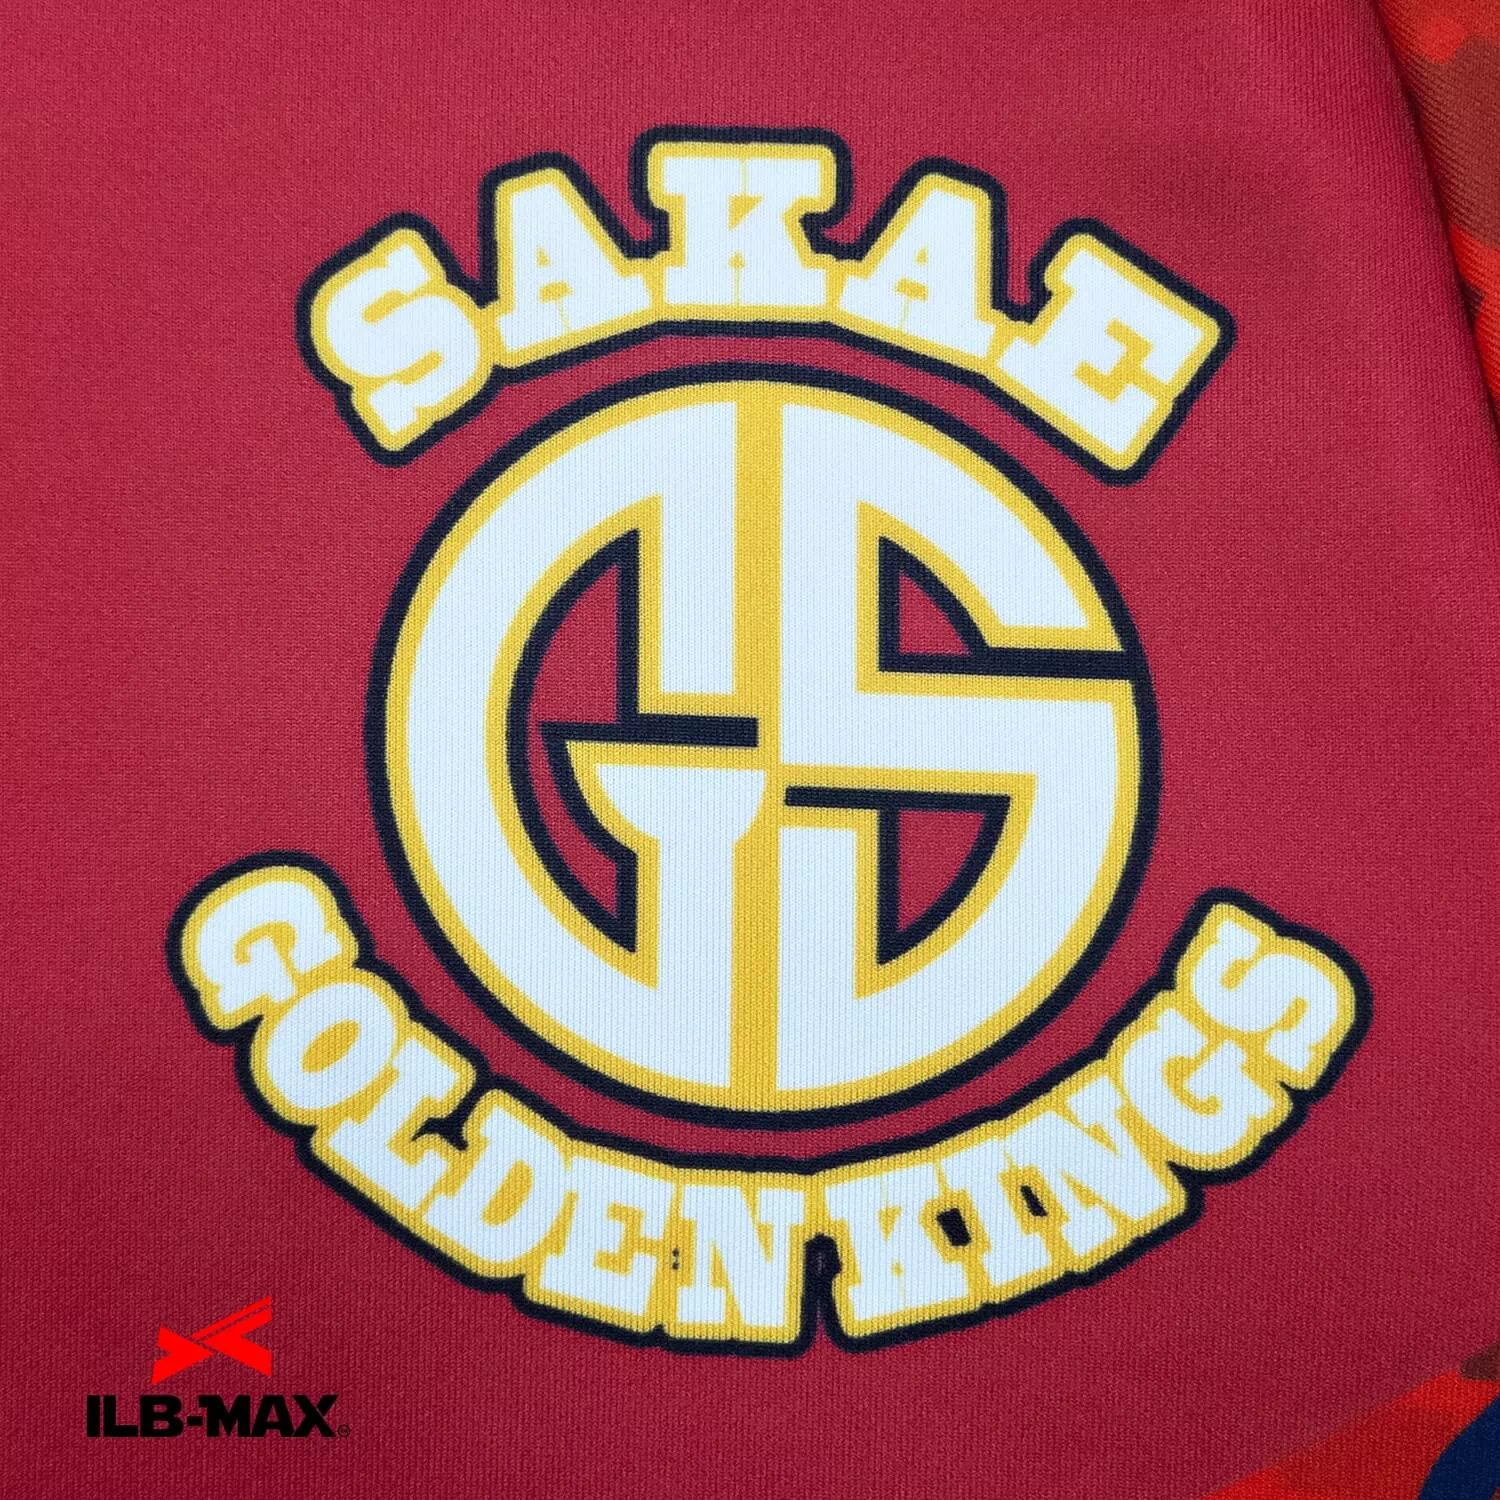 SAKAE
GS
GOLDEN KINGS
ILB-MAX